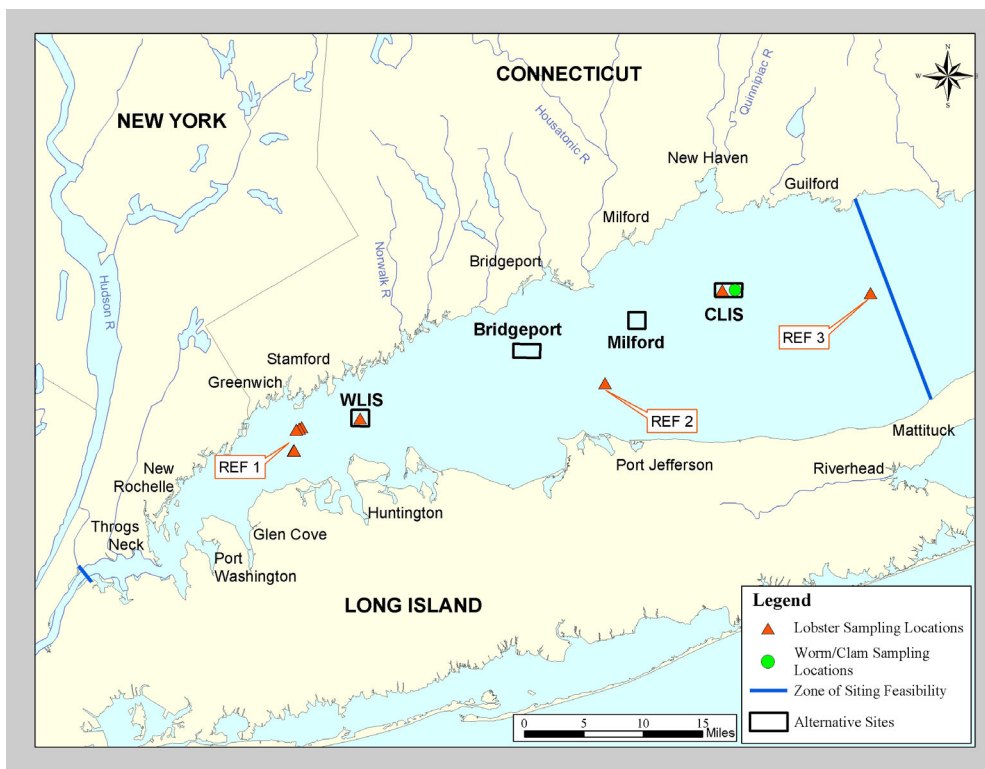 CONNECTICUT
NEW YORK
N
W
E
S
Housatonic R
Quinnipiac R
New Haven
Guilford
Milford
Norwalk R
Bridgeport
Hudson R
CLIS
REF 3
Bridgeport
Milford
Stamford
Greenwich
WLIS
REF 2
Mattituck
REF 1
Port Jefferson
Riverhead
New
Rochelle
Huntington
Throgs
Neck
Glen Cove
Port
Washington
LONG ISLAND
Legend
Lobster Sampling Locations
Worm/Clam Sampling
Locations
Zone of Siting Feasibility
Alternative Sites
0 5 10 15
Miles